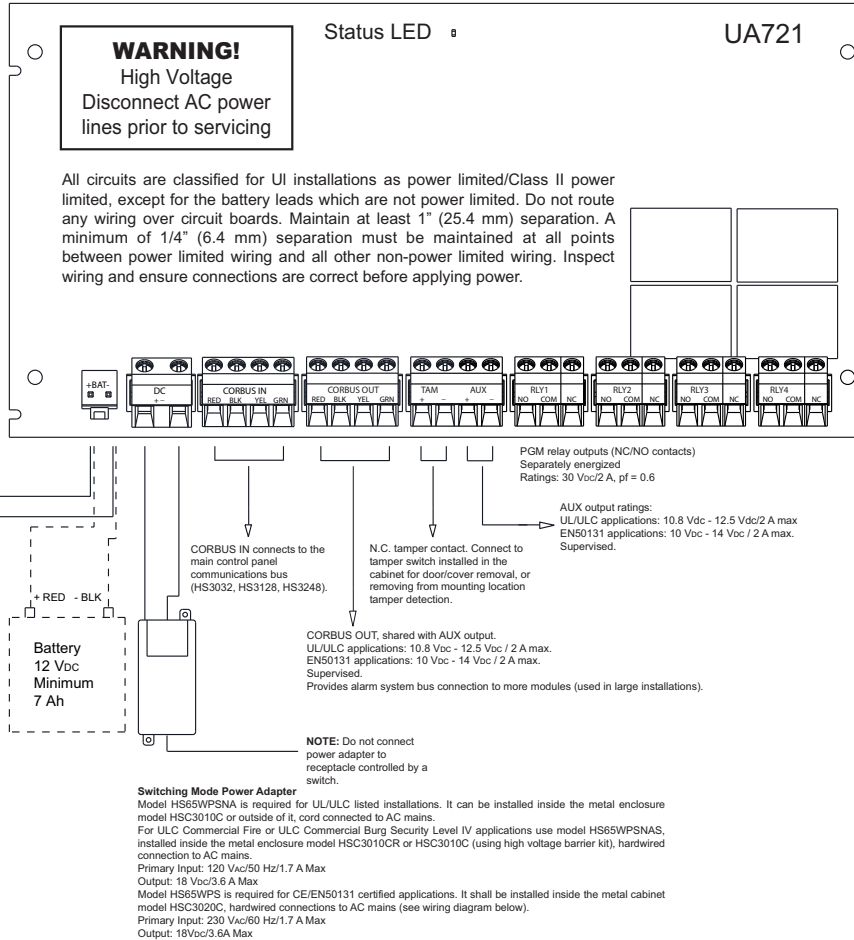 Status LED
UA721
WARNING!
High Voltage
Disconnect AC power
lines prior to servicing
All circuits are classified for Ul installations as power limited/Class II power
limited, except for the battery leads which are not power limited. Do not route
any wiring over circuit boards. Maintain at least 1” (25.4 mm) separation. A
minimum of 1/4” (6.4 mm) separation must be maintained at all points
between power limited wiring and all other non-power limited wiring. Inspect
wiring and ensure connections are correct before applying power.
+BAT-
DC
+ −
CORBUS IN
RED BLK YEL GRN
CORBUS OUT
RED BLK YEL GRN
TAM
+ −
AUX
+ −
RLY1
NO COM NC
RLY2
NO COM NC
RLY3
NO COM NC
RLY4
NO COM NC
PGM relay outputs (NC/NO contacts)
Separately energized
Ratings: 30 VDC/2 A, pf = 0.6
AUX output ratings:
UL/ULC applications: 10.8 Vdc - 12.5 Vdc/2 A max
EN50131 applications: 10 VDC - 14 VDC / 2 A max.
Supervised.
CORBUS IN connects to the
main control panel
communications bus
(HS3032, HS3128, HS3248).
N.C. tamper contact. Connect to
tamper switch installed in the
cabinet for door/cover removal, or
removing from mounting location
tamper detection.
+ RED - BLK
Battery
12 VDC
Minimum
7 Ah
CORBUS OUT, shared with AUX output.
UL/ULC applications: 10.8 VDC - 12.5 VDC / 2 A max.
EN50131 applications: 10 VDC - 14 VDC / 2 A max.
Supervised.
Provides alarm system bus connection to more modules (used in large installations).
NOTE: Do not connect
power adapter to
receptacle controlled by a
switch.
Switching Mode Power Adapter
Model HS65WPSNA is required for UL/ULC listed installations. It can be installed inside the metal enclosure
model HSC3010C or outside of it, cord connected to AC mains.
For ULC Commercial Fire or ULC Commercial Burg Security Level IV applications use model HS65WPSNAS,
installed inside the metal enclosure model HSC3010CR or HSC3010C (using high voltage barrier kit), hardwired
connection to AC mains.
Primary Input: 120 VAC/50 Hz/1.7 A Max
Output: 18 VDC/3.6 A Max
Model HS65WPS is required for CE/EN50131 certified applications. It shall be installed inside the metal cabinet
model HSC3020C, hardwired connections to AC mains (see wiring diagram below).
Primary Input: 230 VAC/60 Hz/1.7 A Max
Output: 18VDC/3.6A Max